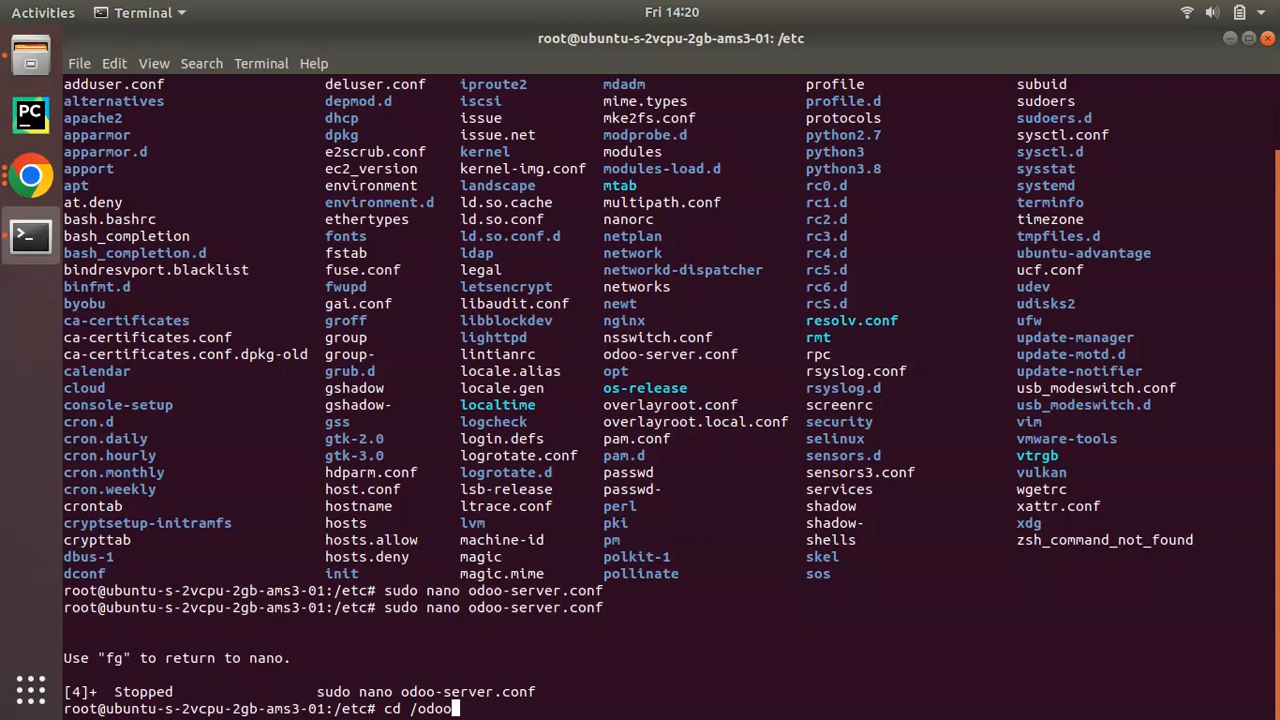 Activities Terminal Fri 14:20
root@ubuntu-s-2vcpu-2gb-ams3-01: /etc
File Edit View Search Terminal Help
PC
adduser.conf deluser.conf iproute2 mdadm profile subuid
alternatives depmod.d iscsi mime.types profile.d sudoers
apache2 dhcp issue mke2fs.conf protocols sudoers.d
apparmor dpkg issue.net modprobe.d python2.7 sysctl.conf
apparmor.d e2scrub.conf kernel modules python3 sysctl.d
apport ec2_version kernel-img.conf modules-load.d python3.8 sysstat
apt environment landscape mtab rc0.d systemd
at.deny environment.d ld.so.cache multipath.conf rc1.d terminfo
bash.bashrc ethertypes ld.so.conf nanorc rc2.d timezone
bash_completion fonts ld.so.conf.d netplan rc3.d tmpfiles.d
bash_completion.d fstab ldap network rc4.d ubuntu-advantage
bindresvport.blacklist fuse.conf legal networkd-dispatcher rc5.d ucf.conf
binfmt.d fwupd letsencrypt networks rc6.d udev
byobu gai.conf libaudit.conf newt rcS.d udisks2
ca-certificates groff libblockdev nginx resolv.conf ufw
ca-certificates.conf group lighttpd nsswitch.conf rmt update-manager
ca-certificates.conf.dpkg-old group- lintianrc odoo-server.conf rpc update-motd.d
calendar grub.d locale.alias opt rsyslog.conf update-notifier
cloud gshadow locale.gen os-release rsyslog.d usb_modeswitch.conf
console-setup gshadow- localtime overlayroot.conf screenrc usb_modeswitch.d
cron.d gss logcheck overlayroot.local.conf security vim
cron.daily gtk-2.0 login.defs pam.conf selinux vmware-tools
cron.hourly gtk-3.0 logrotate.conf pam.d sensors.d vtrgb
cron.monthly hdparm.conf logrotate.d passwd sensors3.conf vulkan
cron.weekly host.conf lsb-release passwd- services wgetrc
crontab hostname ltrace.conf perl shadow xattr.conf
cryptsetup-initramfs hosts lvm pki shadow- xdg
crypttab hosts.allow machine-id pm shells zsh_command_not_found
dbus-1 hosts.deny magic polkit-1 skel
dconf init magic.mime pollinate sos
root@ubuntu-s-2vcpu-2gb-ams3-01:/etc# sudo nano odoo-server.conf
root@ubuntu-s-2vcpu-2gb-ams3-01:/etc# sudo nano odoo-server.conf
Use "fg" to return to nano.
[4]+ Stopped sudo nano odoo-server.conf
root@ubuntu-s-2vcpu-2gb-ams3-01:/etc# cd /odoo